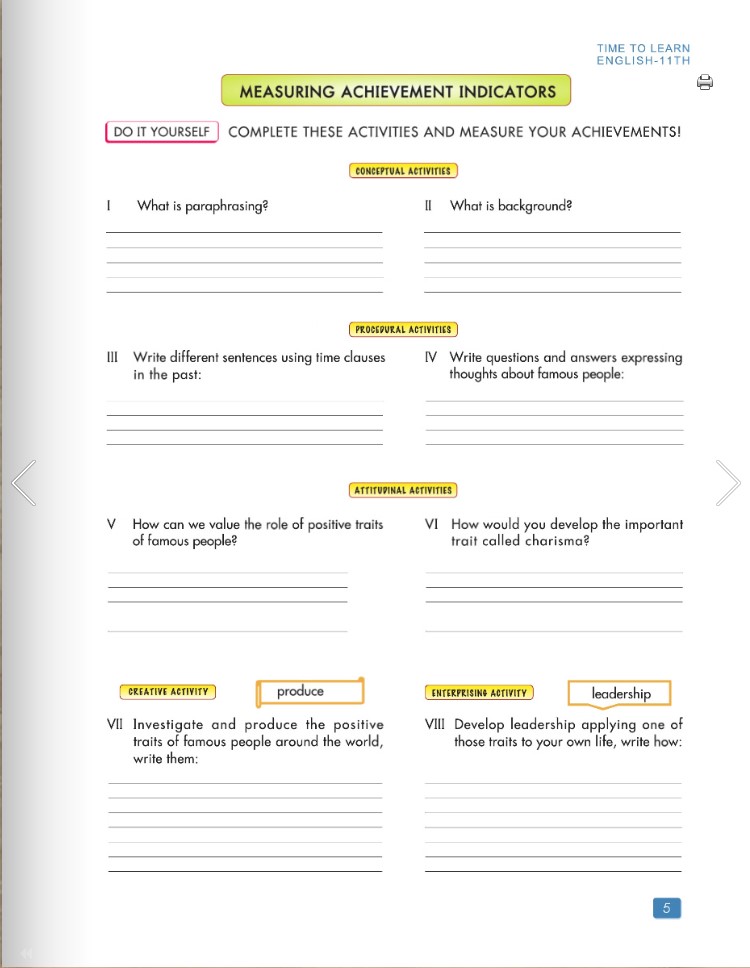 TIME TO LEARN
ENGLISH-11TH
MEASURING ACHIEVEMENT INDICATORS
DO IT YOURSELF COMPLETE THESE ACTIVITIES AND MEASURE YOUR ACHIEVEMENTS!
CONCEPTUAL ACTIVITIES
I What is paraphrasing?
II What is background?
PROCEDURAL ACTIVITIES
III Write different sentences using time clauses
in the past:
IV Write questions and answers expressing
thoughts about famous people:
ATTITUDINAL ACTIVITIES
V How can we value the role of positive traits
of famous people?
VI How would you develop the important
trait called charisma?
CREATIVE ACTIVITY produce
VII Investigate and produce the positive
traits of famous people around the world,
write them:
ENTERPRISING ACTIVITY leadership
VIII Develop leadership applying one of
those traits to your own life, write how:
5